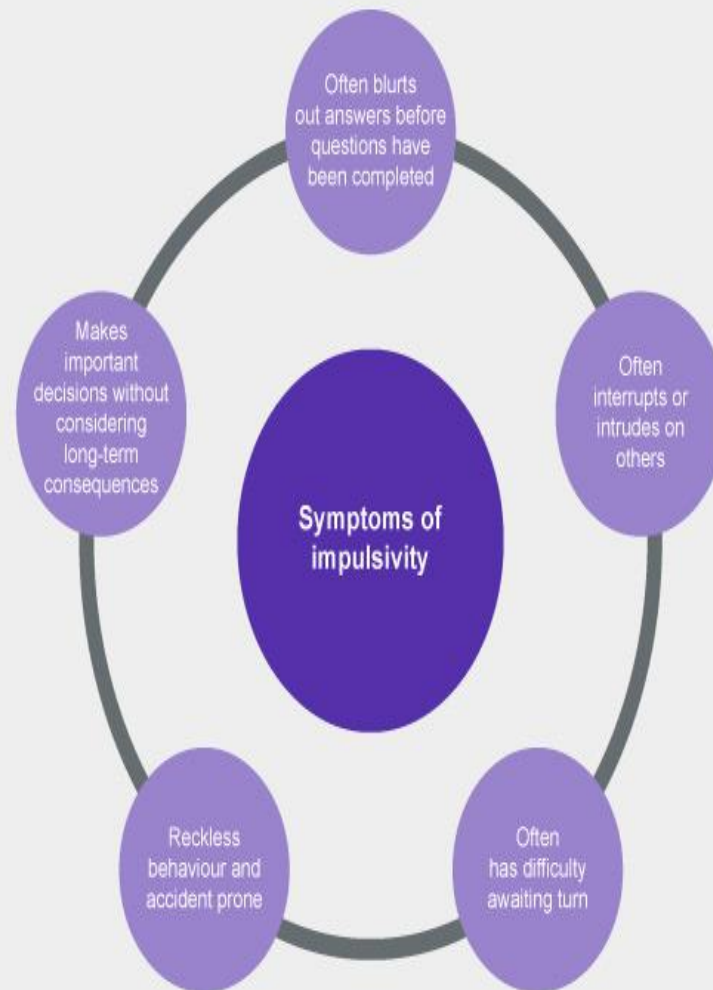 Often blurts
out answers before
questions have
been completed
Often
interrupts or
intrudes on
others
Often
has difficulty
awaiting turn
Reckless
behaviour and
accident prone
Makes
important
decisions without
considering
long-term
consequences
Symptoms of
impulsivity